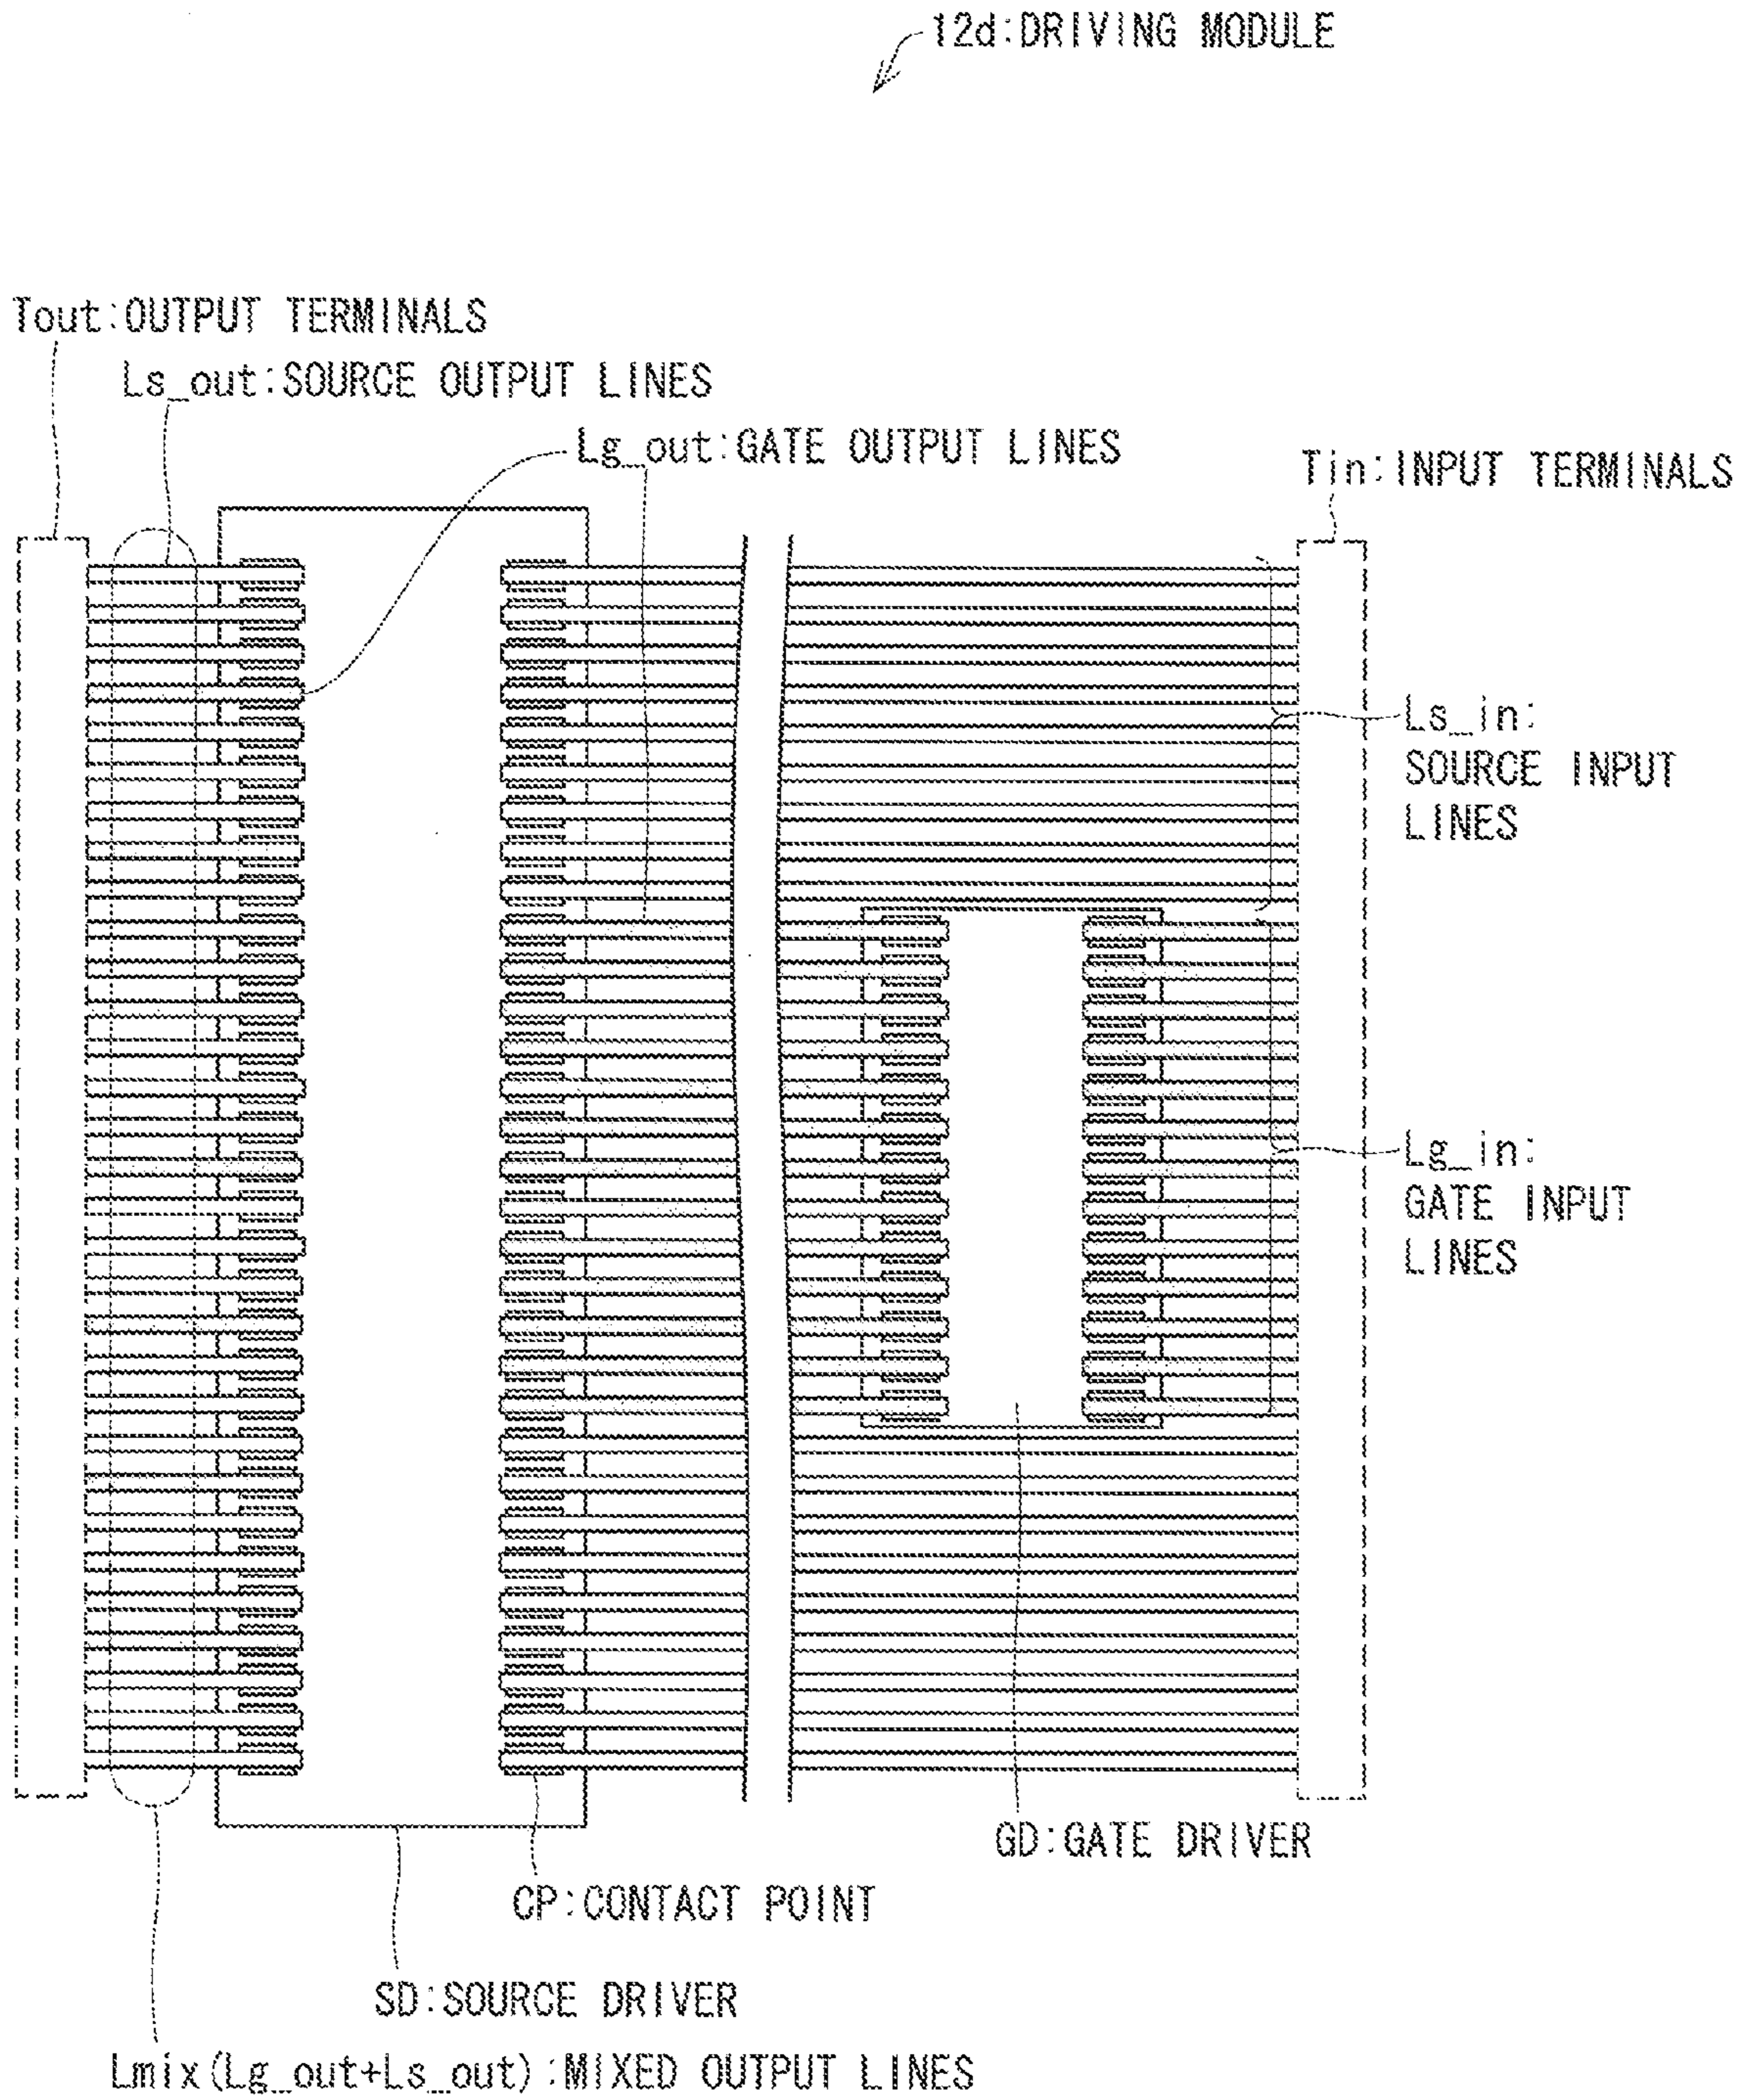 12d:DRIVING MODULE
Tout:OUTPUT TERMINALS
Ls_out:SOURCE OUTPUT LINES
Lg_out:GATE OUTPUT LINES
Tin:INPUT TERMINALS
Ls_in:
SOURCE INPUT
LINES
Lg_in:
GATE INPUT
LINES
GD:GATE DRIVER
CP:CONTACT POINT
SD:SOURCE DRIVER
Lmix(Lg_out+Ls_out):MIXED OUTPUT LINES